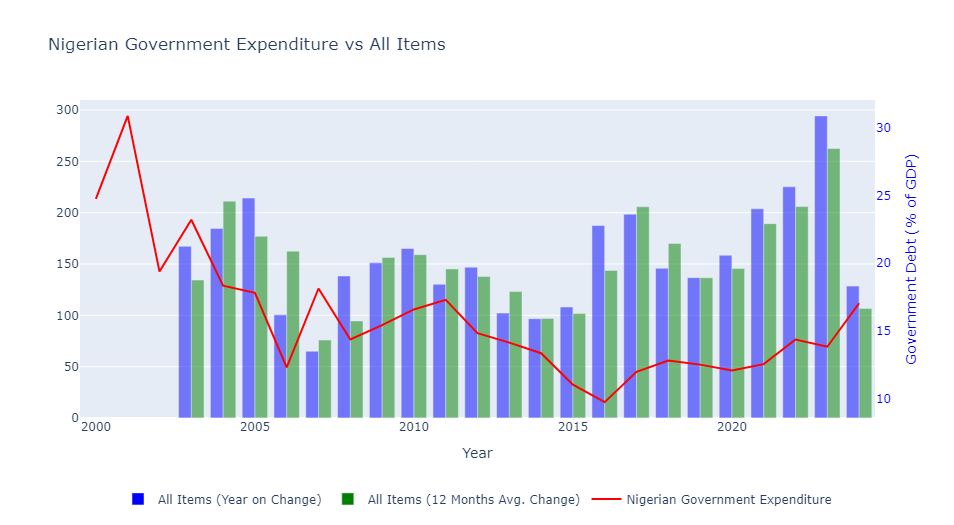 Nigerian Government Expenditure vs All Items
300
250
200
150
100
50
0
30
25
20
15
10
Government Debt (% of GDP)
2000 2005 2010 2015 2020
Year
All Items (Year on Change) All Items (12 Months Avg. Change) Nigerian Government Expenditure